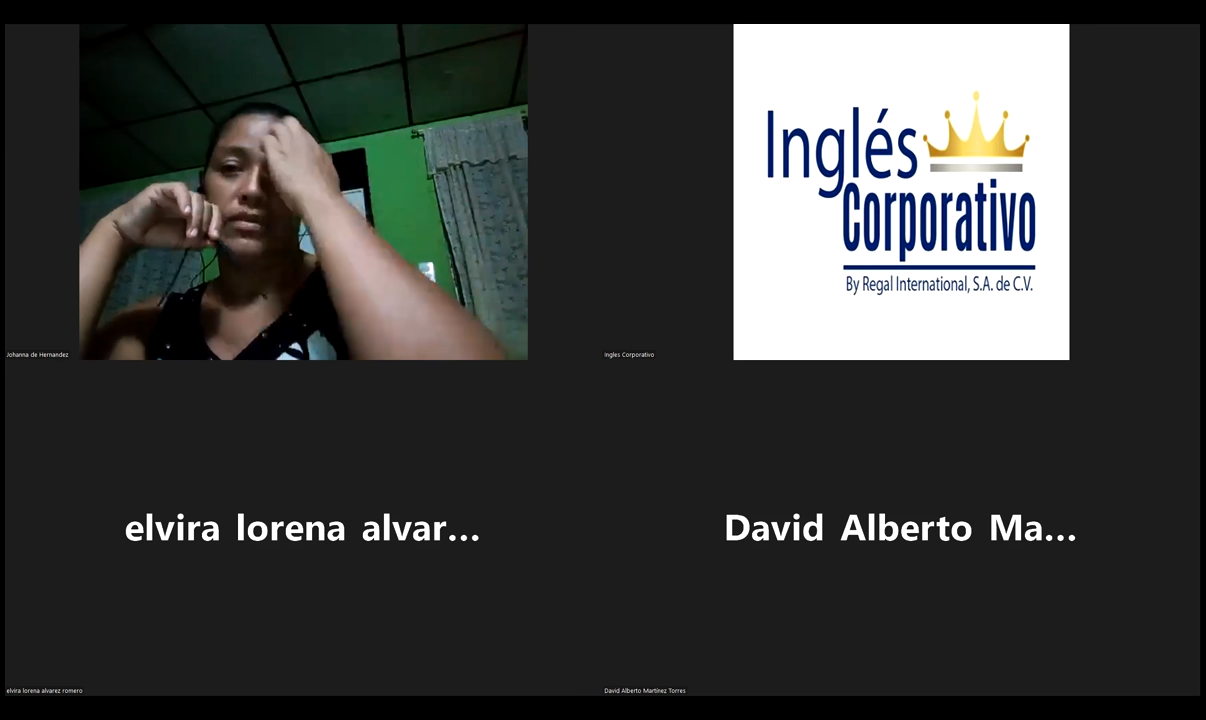 Inglés
Corporativo
By Regal International, S.A. de C.V.
Johanna de Hernandez
Ingles Corporativo
elvira lorena alvar...
David Alberto Ma...
elvira lorena alvarez romero
David Alberto Martínez Torres